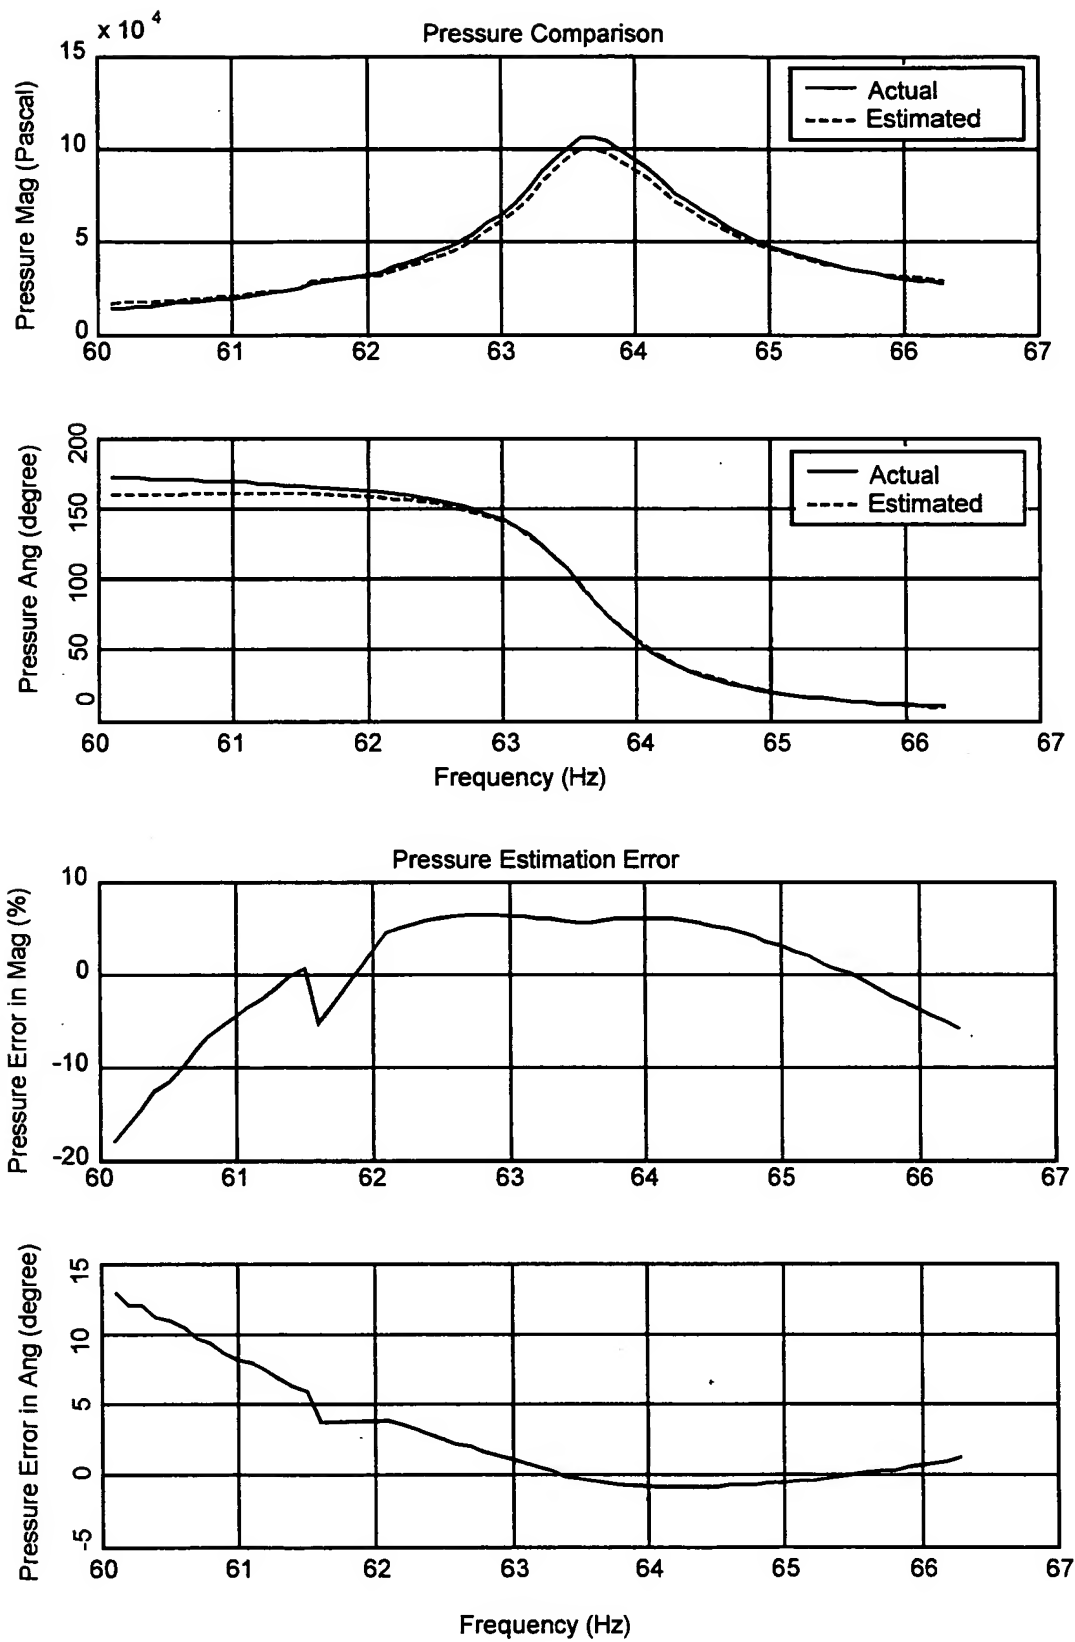 x 10 4
Pressure Comparison
15
10
5
0
Pressure Mag (Pascal)
Actual
Estimated
60 61 62 63 64 65 66 67
200
150
100
50
0
Pressure Ang (degree)
Actual
Estimated
60 61 62 63 64 65 66 67
Frequency (Hz)
Pressure Estimation Error
10
0
-10
-20
Pressure Error in Mag (%)
60 61 62 63 64 65 66 67
15
10
5
0
-5
Pressure Error in Ang (degree)
60 61 62 63 64 65 66 67
Frequency (Hz)